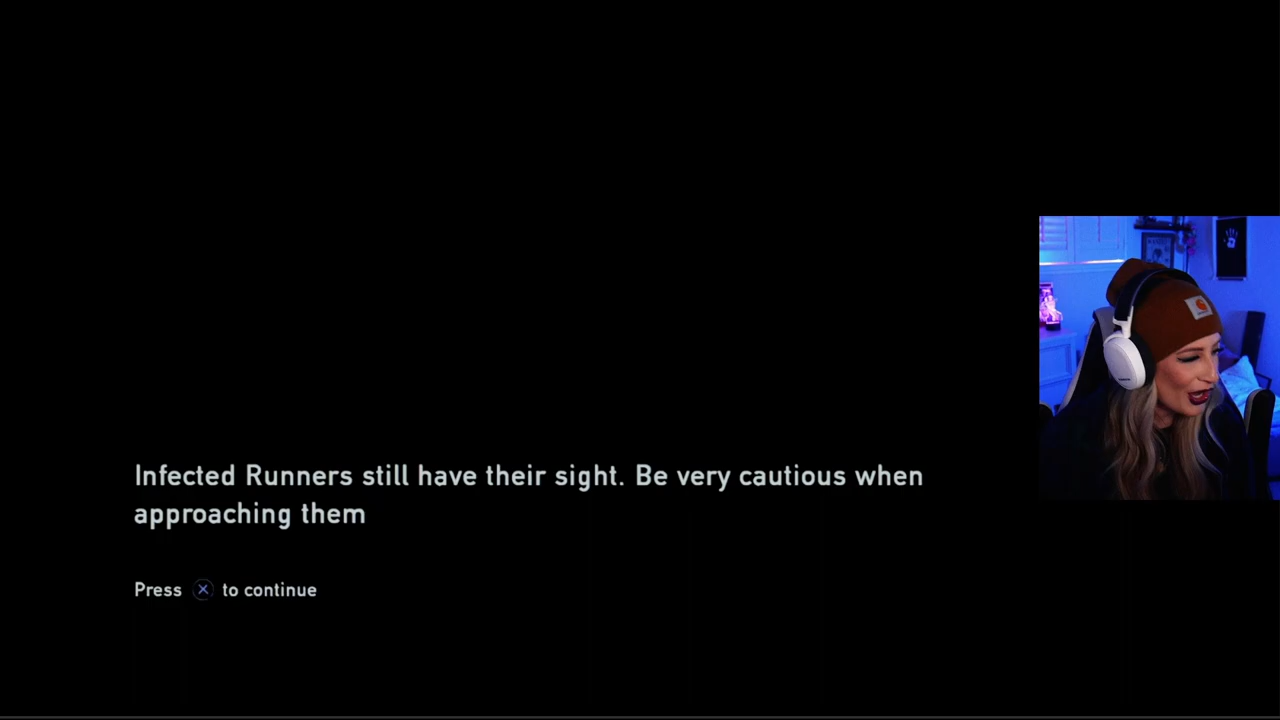 Infected Runners still have their sight. Be very cautious when
approaching them
Press ⓧ to continue